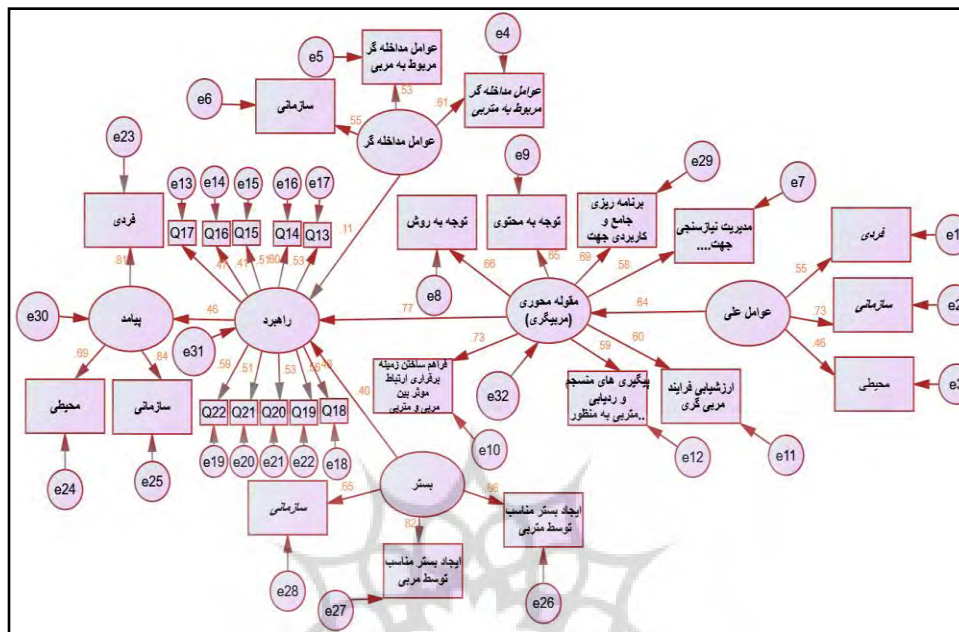 e5
عوامل مداخله گر
مربوط به مربی
e4
e6
سازمانی
.53
.61
عوامل مداخله گر
مربوط به متربی
.55
عوامل مداخله گر
e23
e9
e29
e7
e13
e14
e15
e16
e17
فردی
Q17
Q16
Q15
Q14
Q13
توجه به روش
توجه به محتوی
برنامه ریزی
جامع و
کاربردی جهت
مدیریت نیازسنجی
جهت....
فردی
e1
.11
.81
.47
.41
.51
.60
.53
e8
.66
.65
.69
.58
.55
e30
پیامد
.46
راهبرد
.77
مقوله محوری
(مربیگری)
.64
عوامل علی
.73
سازمانی
e2
.46
e31
e32
.69
.64
.59
.51
.53
.56
.73
.59
.60
محیطی
e3
محیطی
سازمانی
Q22
Q21
Q20
Q19
Q18
فراهم ساختن زمینه
برقراری ارتباط
موثر بین
مربی و متربی
پیگیری های منسجم
و ردیابی
متربی به منظور..
ارزشیابی فرایند
مربی گری
.40
e19
e20
e21
e22
e18
e10
e12
e11
e24
e25
بستر
.65
.82
.66
سازمانی
ایجاد بستر مناسب
توسط متربی
ایجاد بستر مناسب
توسط مربی
e28
e27
e26